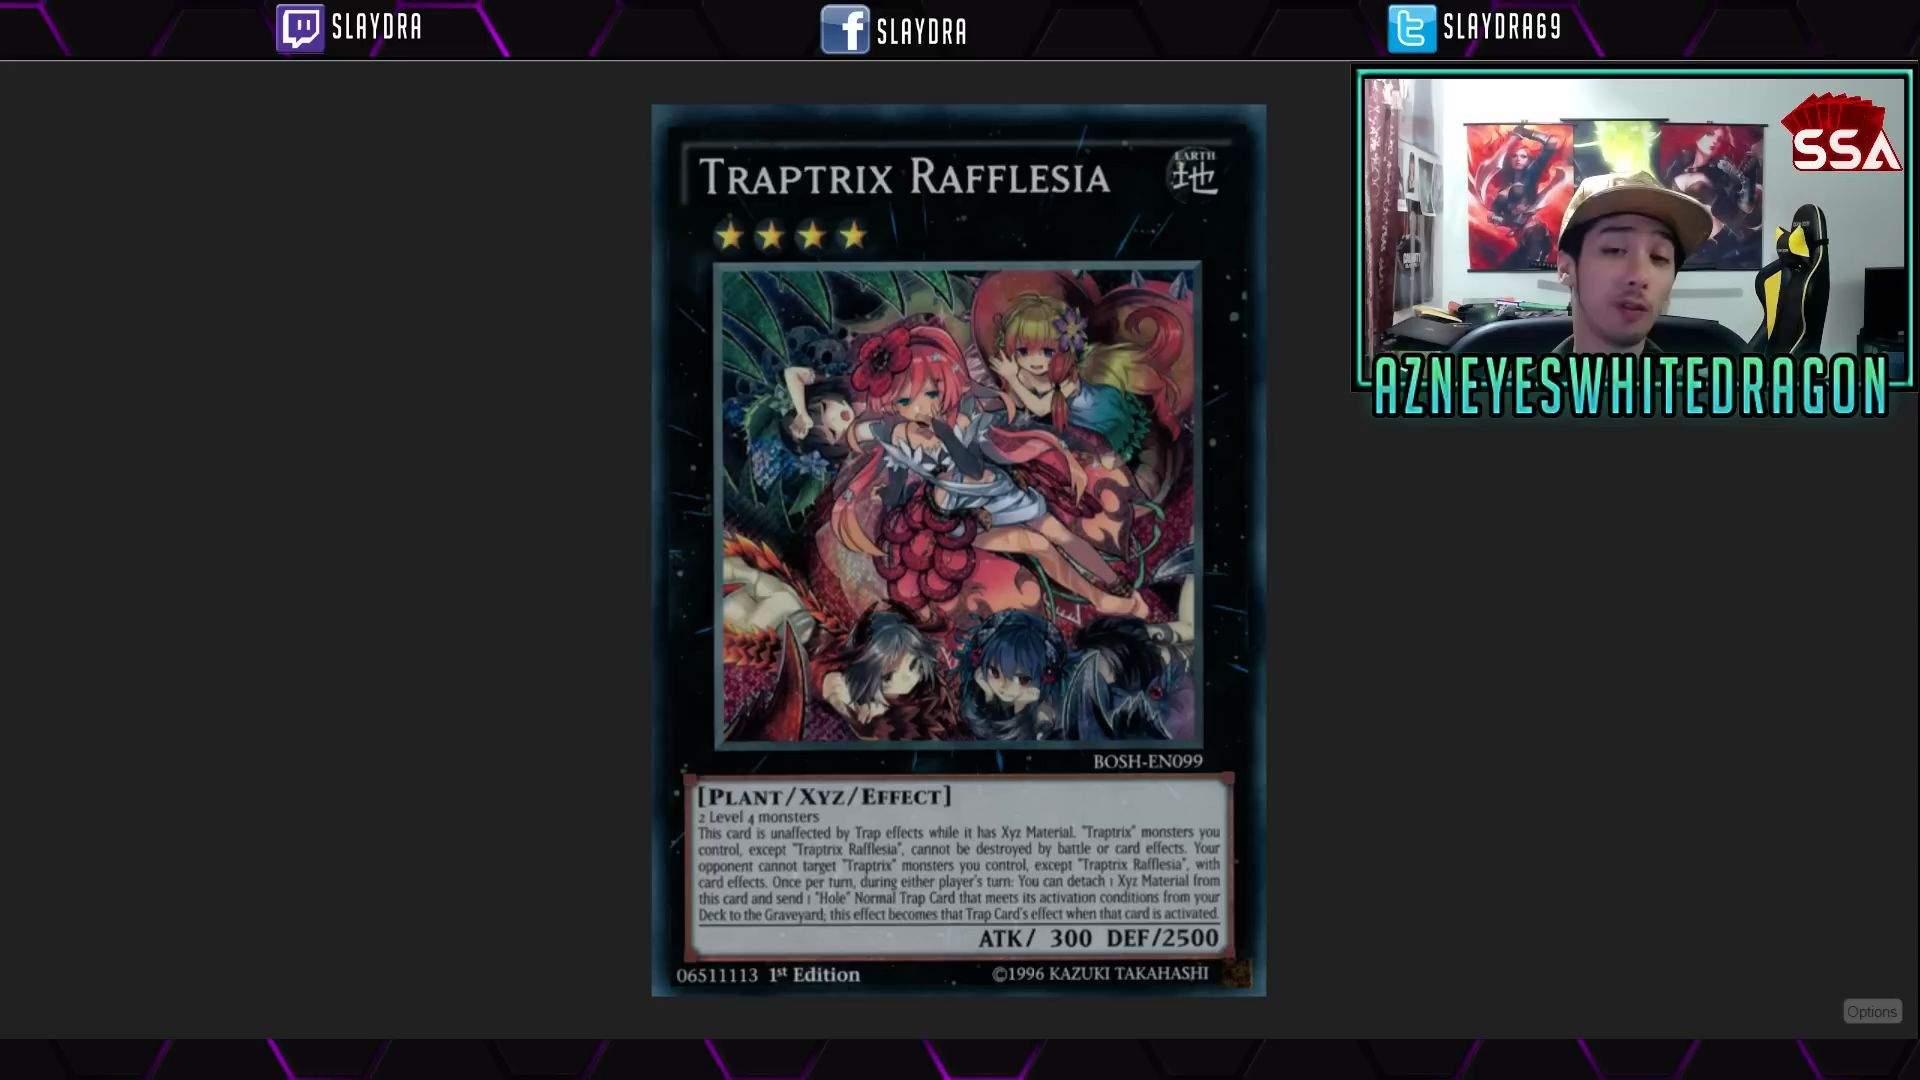 SLAYDRA
SLAYDRA
SLAYDRA69
SSA
AZNEYESWHITEDRAGON
TRAPTRIX RAFFLESIA
EARTH
地
BOSH-EN099
[PLANT/XYZ/EFFECT]
2 Level 4 monsters
This card is unaffected by Trap effects while it has Xyz Material. "Traptrix" monsters you
control, except "Traptrix Rafflesia", cannot be destroyed by battle or card effects. Your
opponent cannot target "Traptrix" monsters you control, except "Traptrix Rafflesia", with
card effects. Once per turn, during either player's turn: You can detach 1 Xyz Material from
this card and send 1 "Hole" Normal Trap Card that meets its activation conditions from your
Deck to the Graveyard; this effect becomes that Trap Card's effect when that card is activated.
ATK/ 300 DEF/2500
06511113 1st Edition
©1996 KAZUKI TAKAHASHI
Options